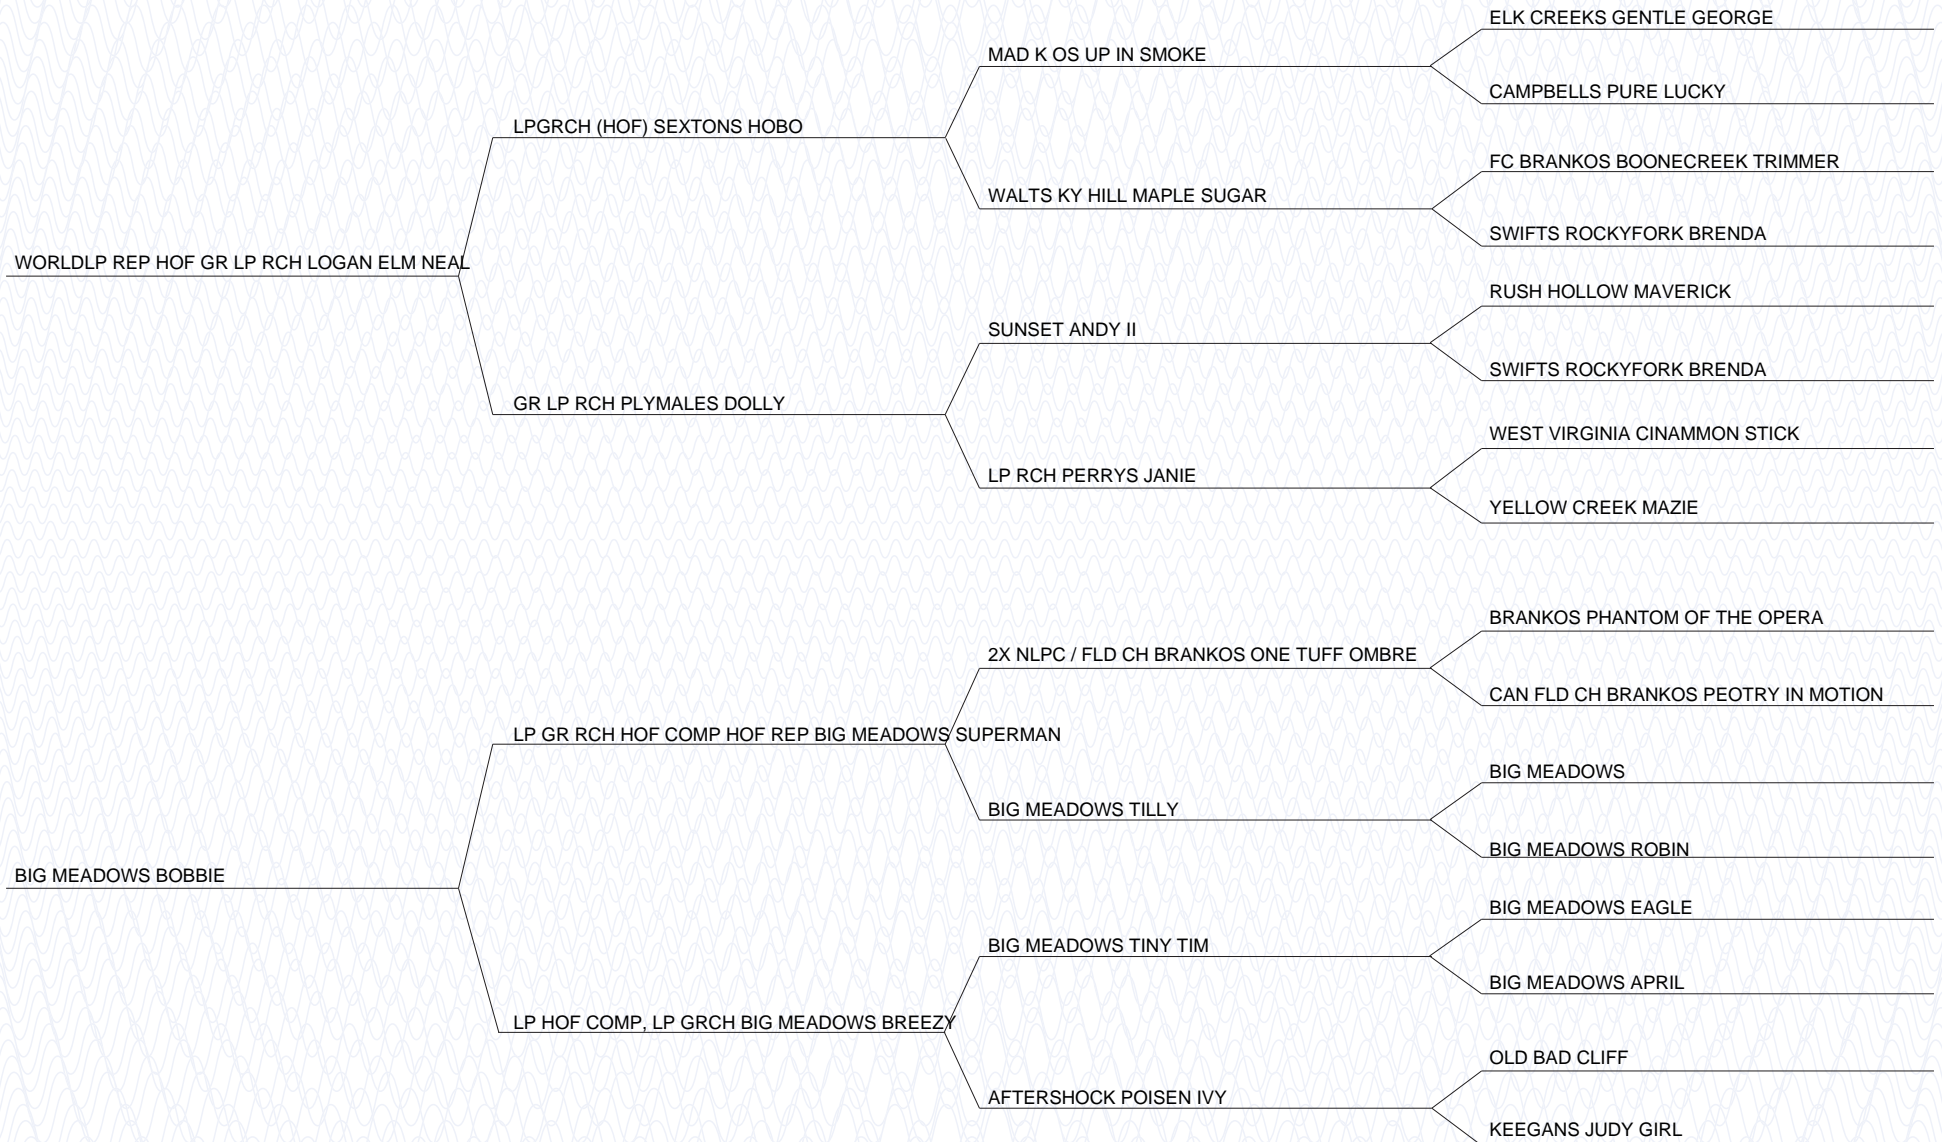 ELK CREEKS GENTLE GEORGE
MAD K OS UP IN SMOKE
CAMPBELLS PURE LUCKY
LPGRCH (HOF) SEXTONS HOBO
FC BRANKOS BOONECREEK TRIMMER
WALTS KY HILL MAPLE SUGAR
SWIFTS ROCKYFORK BRENDA
WORLDLP REP HOF GR LP RCH LOGAN ELM NEAL
RUSH HOLLOW MAVERICK
SUNSET ANDY II
SWIFTS ROCKYFORK BRENDA
GR LP RCH PLYMALES DOLLY
WEST VIRGINIA CINAMMON STICK
LP RCH PERRYS JANIE
YELLOW CREEK MAZIE
BRANKOS PHANTOM OF THE OPERA
2X NLPC / FLD CH BRANKOS ONE TUFF OMBRE
CAN FLD CH BRANKOS PEOTRY IN MOTION
LP GR RCH HOF COMP HOF REP BIG MEADOWS SUPERMAN
BIG MEADOWS
BIG MEADOWS TILLY
BIG MEADOWS ROBIN
BIG MEADOWS BOBBIE
BIG MEADOWS EAGLE
BIG MEADOWS TINY TIM
BIG MEADOWS APRIL
LP HOF COMP, LP GRCH BIG MEADOWS BREEZY
OLD BAD CLIFF
AFTERSHOCK POISEN IVY
KEEGANS JUDY GIRL